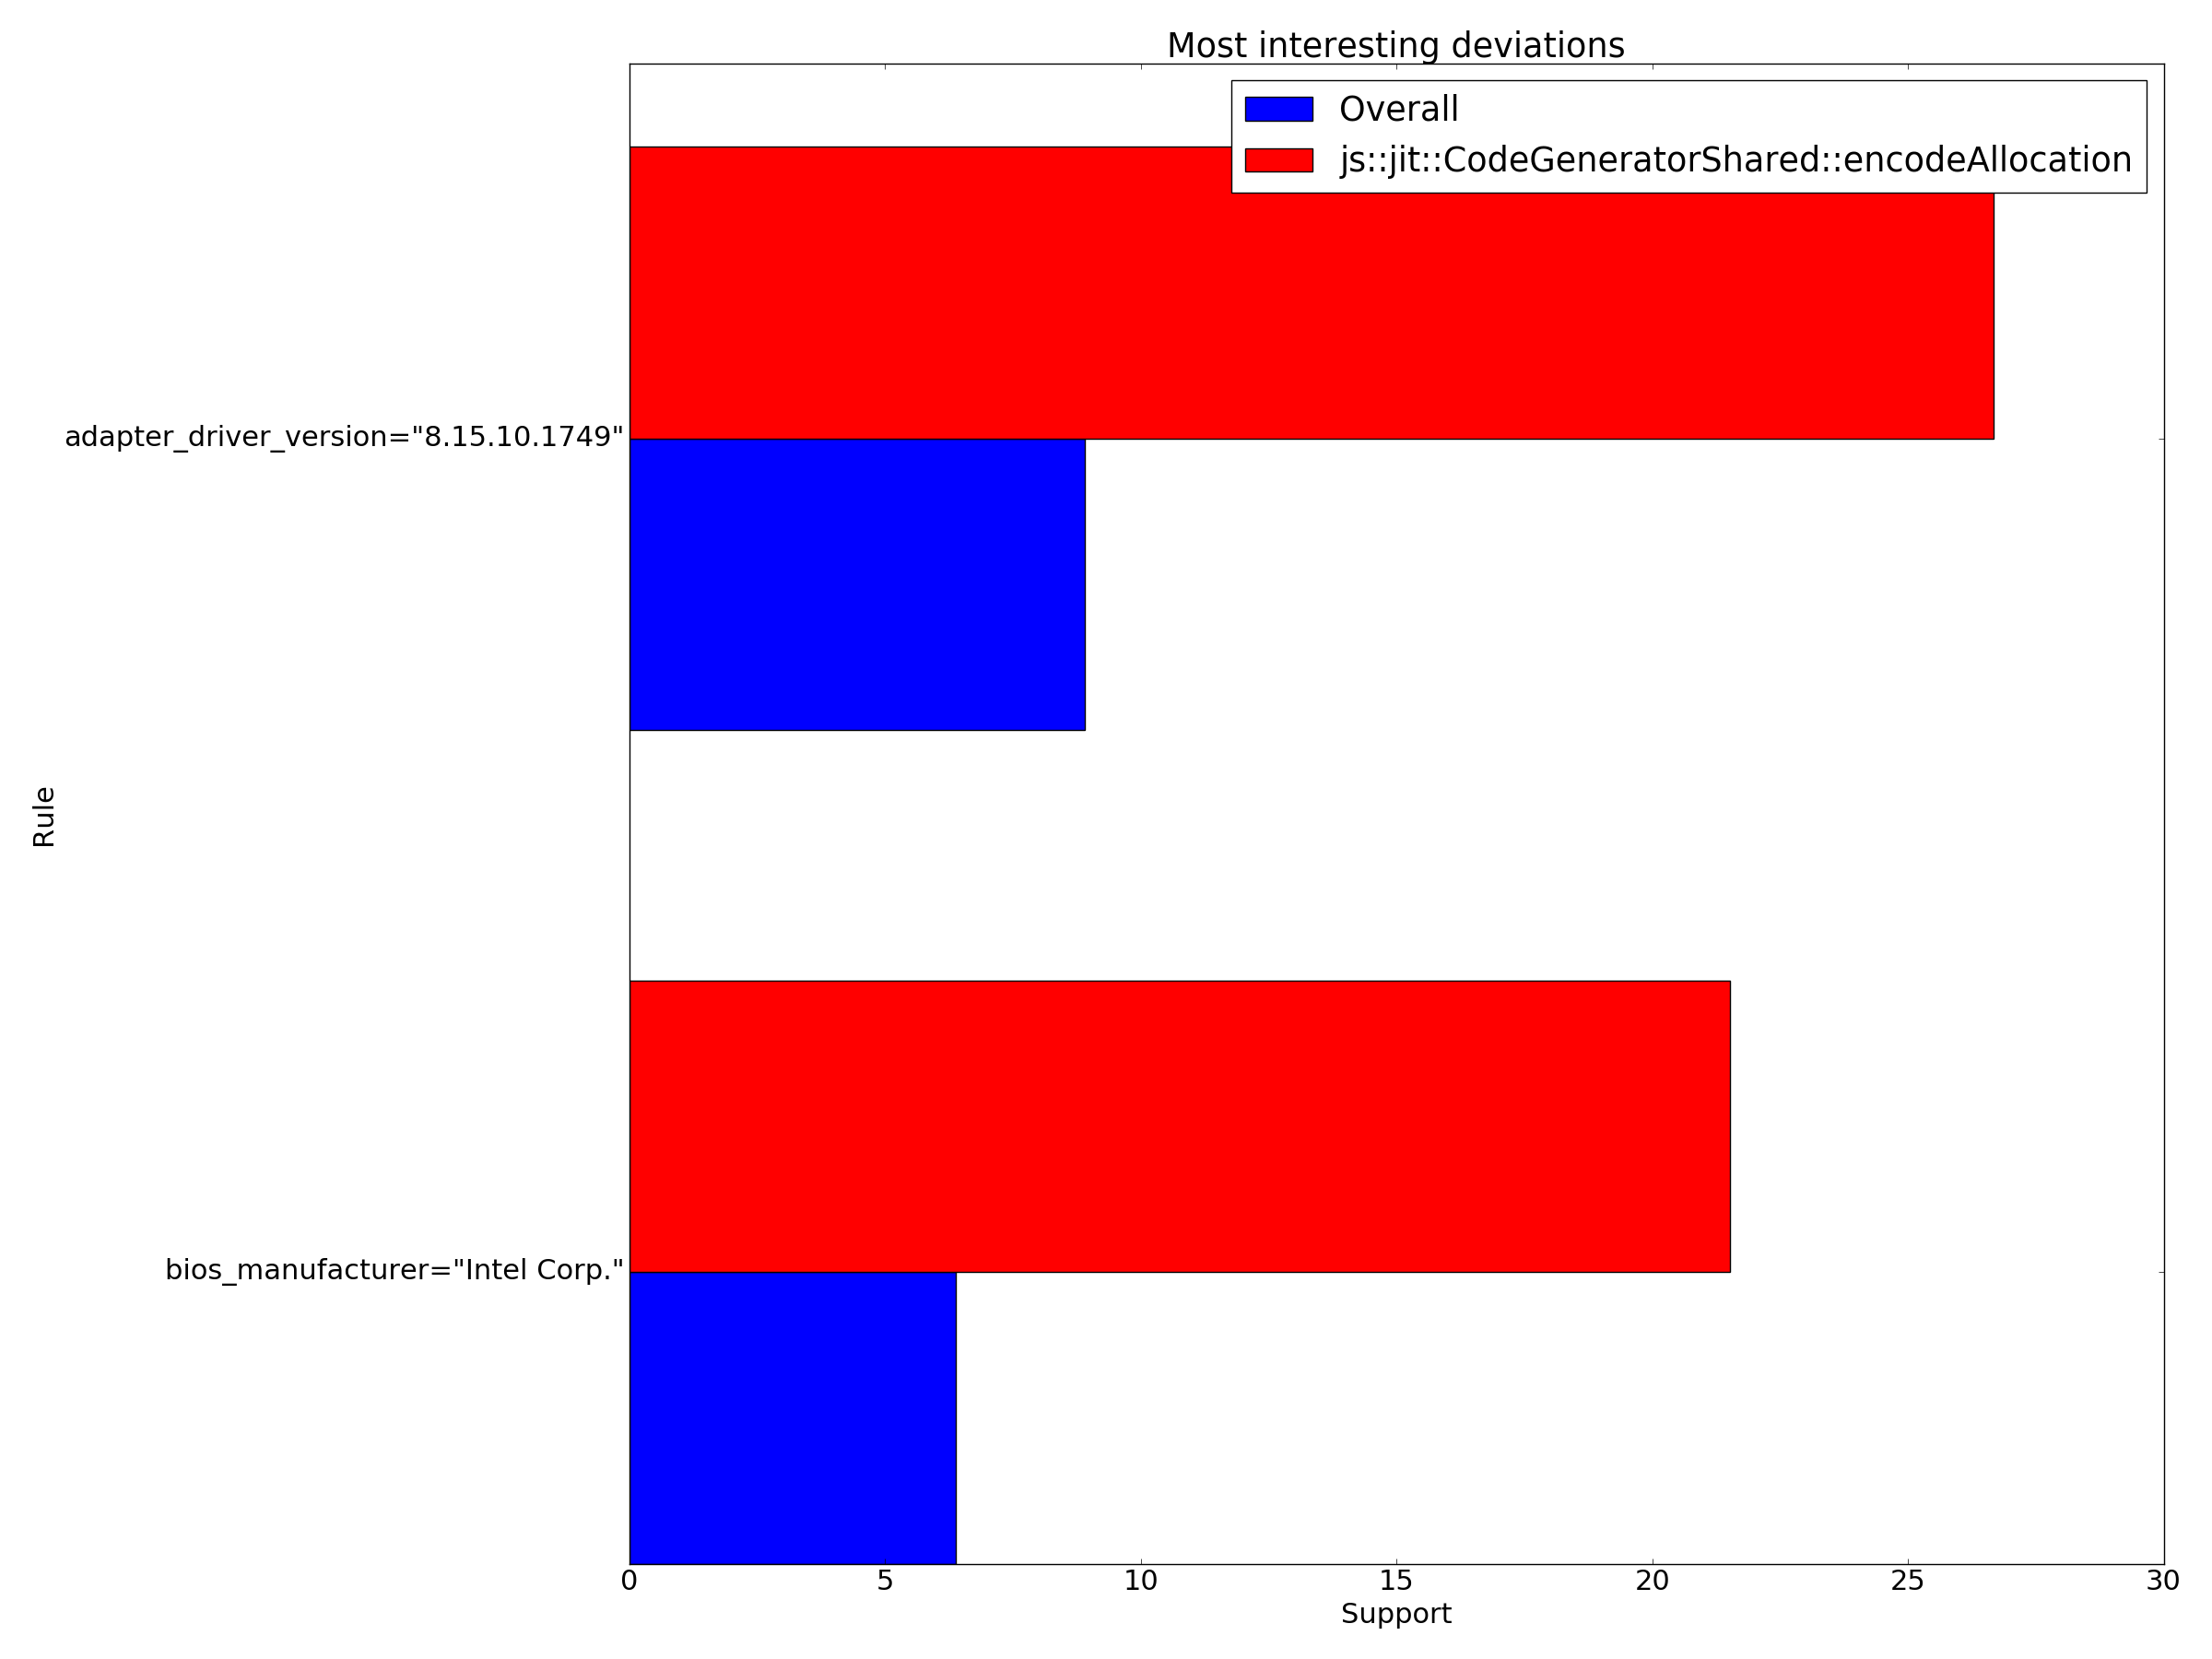 Most interesting deviations
Overall
js::jit::CodeGeneratorShared::encodeAllocation
adapter_driver_version="8.15.10.1749"
Rule
bios_manufacturer="Intel Corp."
0 5 10 15 20 25 30
Support